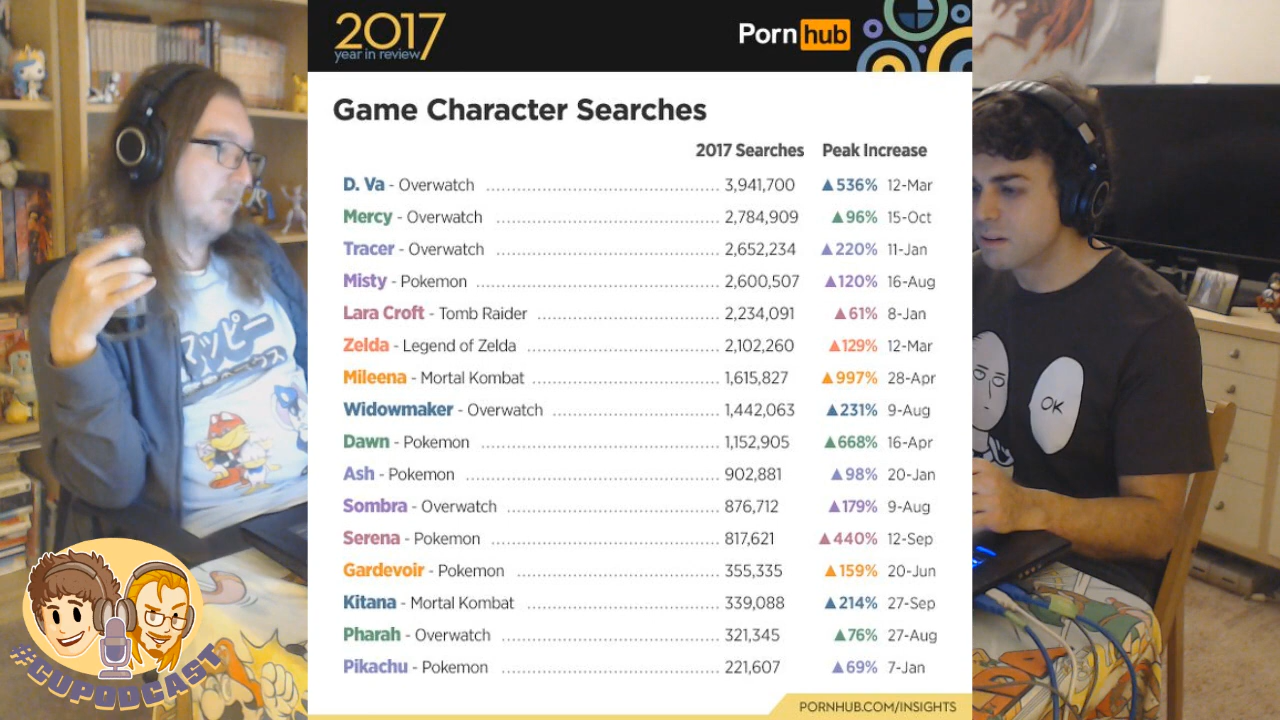 2017
year in review
Porn hub
Game Character Searches
2017 Searches Peak Increase
D. Va - Overwatch 3,941,700 ▲536% 12-Mar
Mercy - Overwatch 2,784,909 ▲96% 15-Oct
Tracer - Overwatch 2,652,234 ▲220% 11-Jan
Misty - Pokemon 2,600,507 ▲120% 16-Aug
Lara Croft - Tomb Raider 2,234,091 ▲61% 8-Jan
Zelda - Legend of Zelda 2,102,260 ▲129% 12-Mar
Mileena - Mortal Kombat 1,615,827 ▲997% 28-Apr
Widowmaker - Overwatch 1,442,063 ▲231% 9-Aug
Dawn - Pokemon 1,152,905 ▲668% 16-Apr
Ash - Pokemon 902,881 ▲98% 20-Jan
Sombra - Overwatch 876,712 ▲179% 9-Aug
Serena - Pokemon 817,621 ▲440% 12-Sep
Gardevoir - Pokemon 355,335 ▲159% 20-Jun
Kitana - Mortal Kombat 339,088 ▲214% 27-Sep
Pharah - Overwatch 321,345 ▲76% 27-Aug
Pikachu - Pokemon 221,607 ▲69% 7-Jan
PORNHUB.COM/INSIGHTS
マッピー
OK
#CUPODCAST